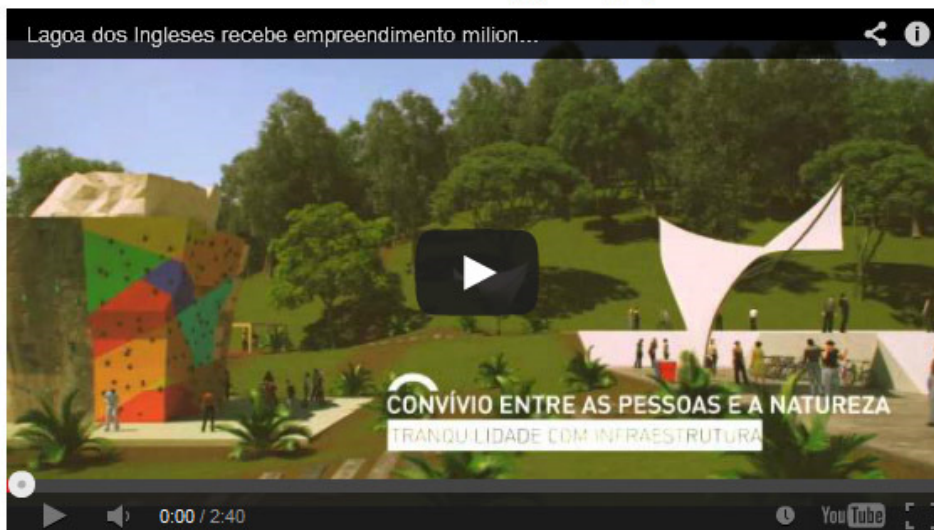 Lagoa dos Ingleses recebe empreendimento milion...
CONVÍVIO ENTRE AS PESSOAS E A NATUREZA
TRANQUILIDADE COM INFRAESTRUTURA
0:00 / 2:40
YouTube